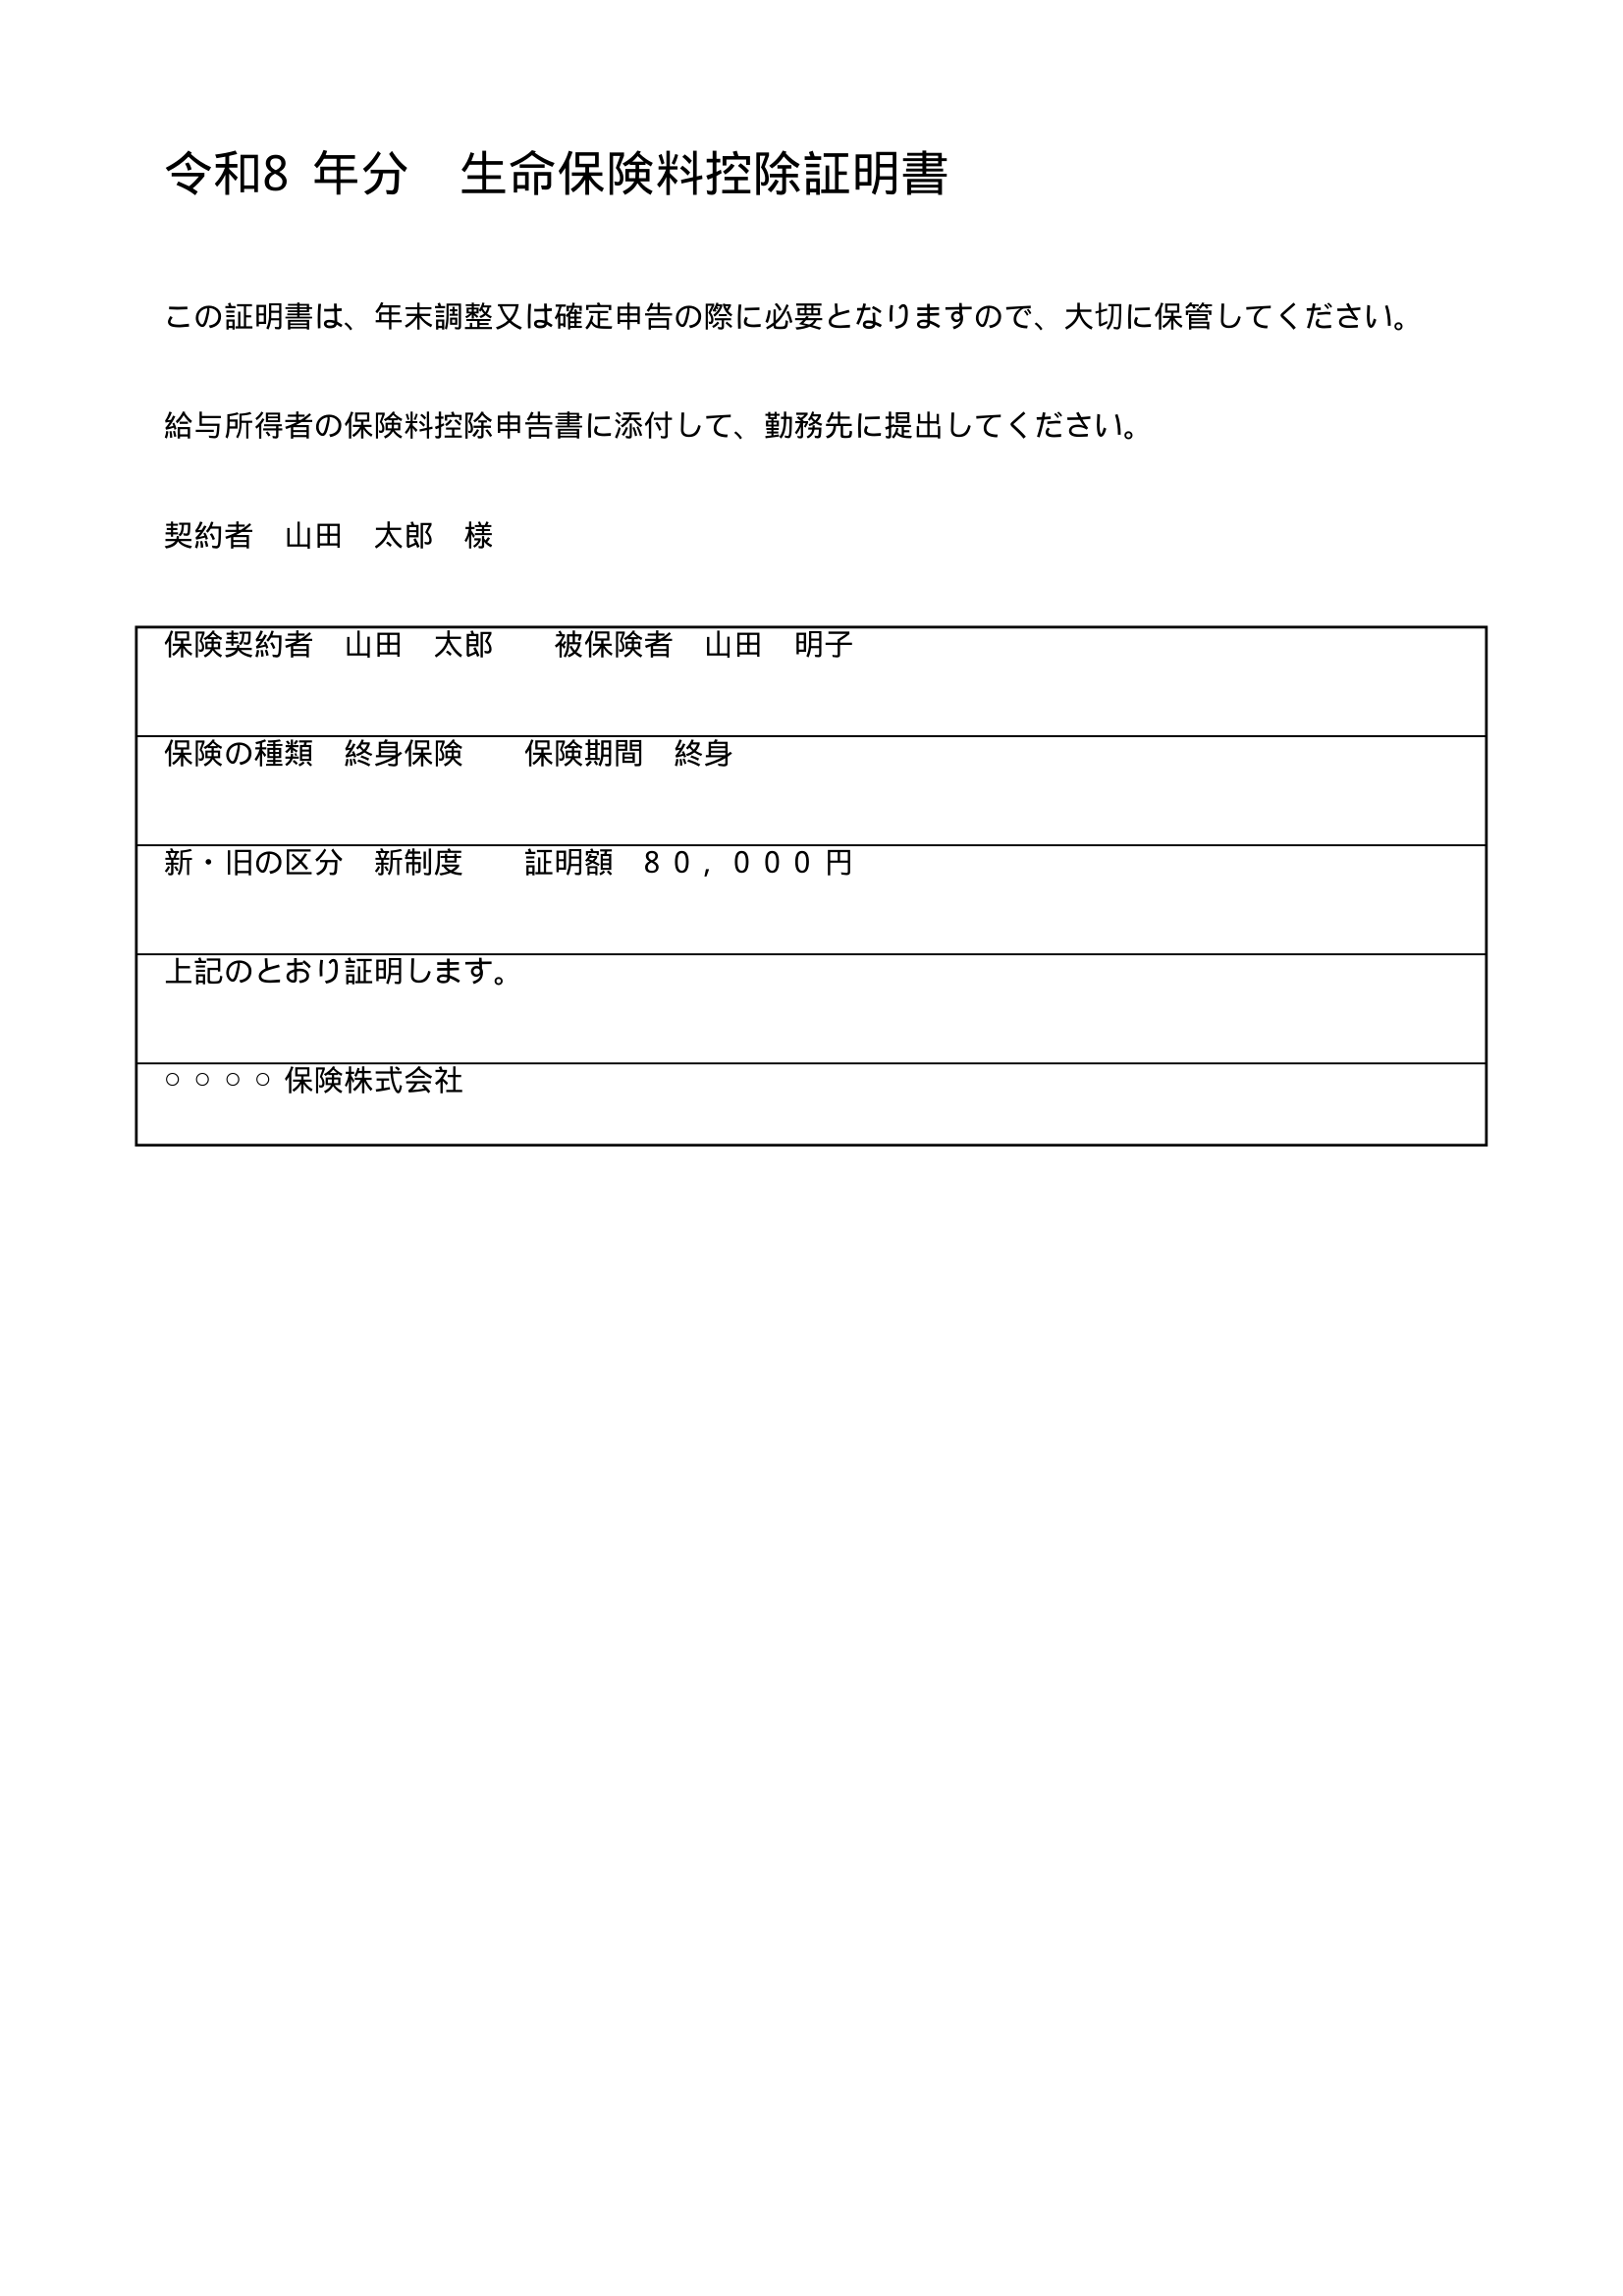 令和8 年分　生命保険料控除証明書
この証明書は、年末調整又は確定申告の際に必要となりますので、大切に保管してください。
給与所得者の保険料控除申告書に添付して、勤務先に提出してください。
契約者　山田　太郎　様
保険契約者　山田　太郎　　被保険者　山田　明子
保険の種類　終身保険　　保険期間　終身
新・旧の区分　新制度　　証明額　８０，０００円
上記のとおり証明します。
○○○○保険株式会社